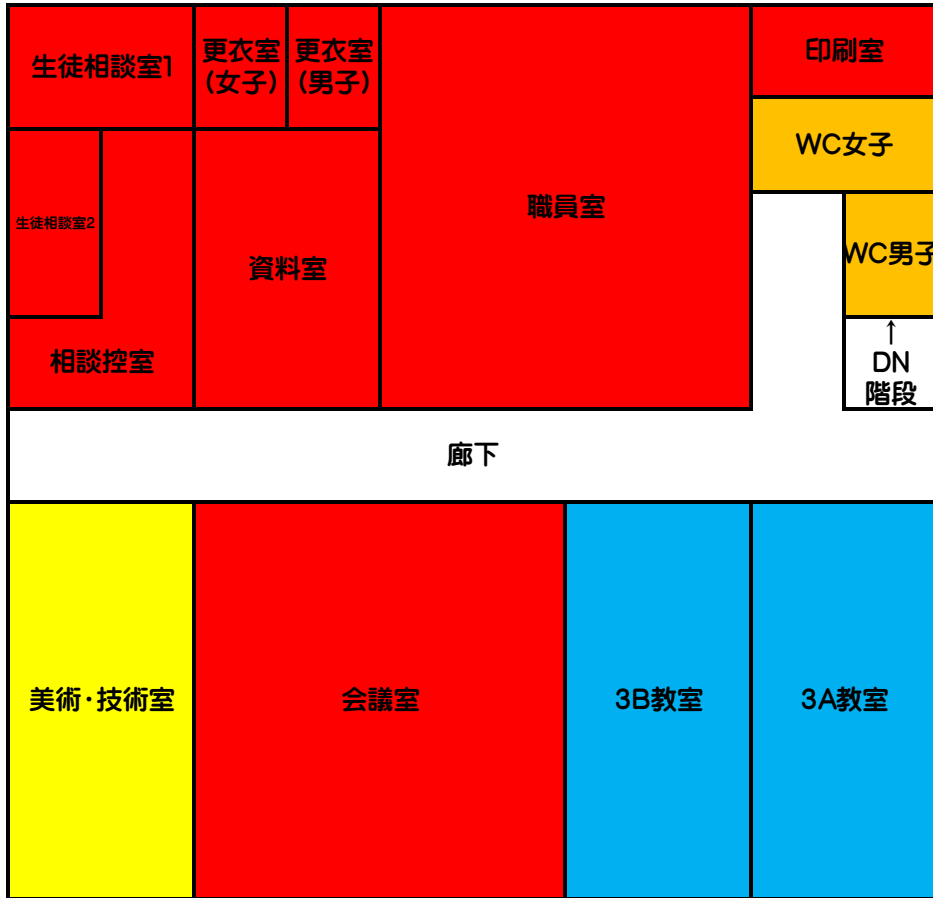 生徒相談室1
更衣室
(女子)
更衣室
(男子)
印刷室
WC女子
職員室
生徒相談室2
資料室
WC男子
相談控室
↑
DN
階段
廊下
美術・技術室
会議室
3B教室
3A教室